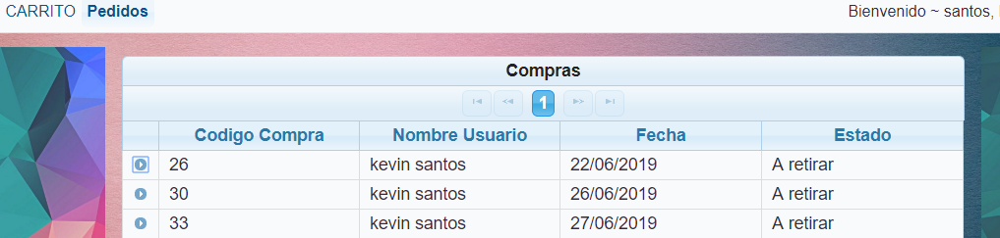 CARRITO Pedidos Bienvenido ~ santos,
Compras
1
Codigo Compra Nombre Usuario Fecha Estado
26 kevin santos 22/06/2019 A retirar
30 kevin santos 26/06/2019 A retirar
33 kevin santos 27/06/2019 A retirar